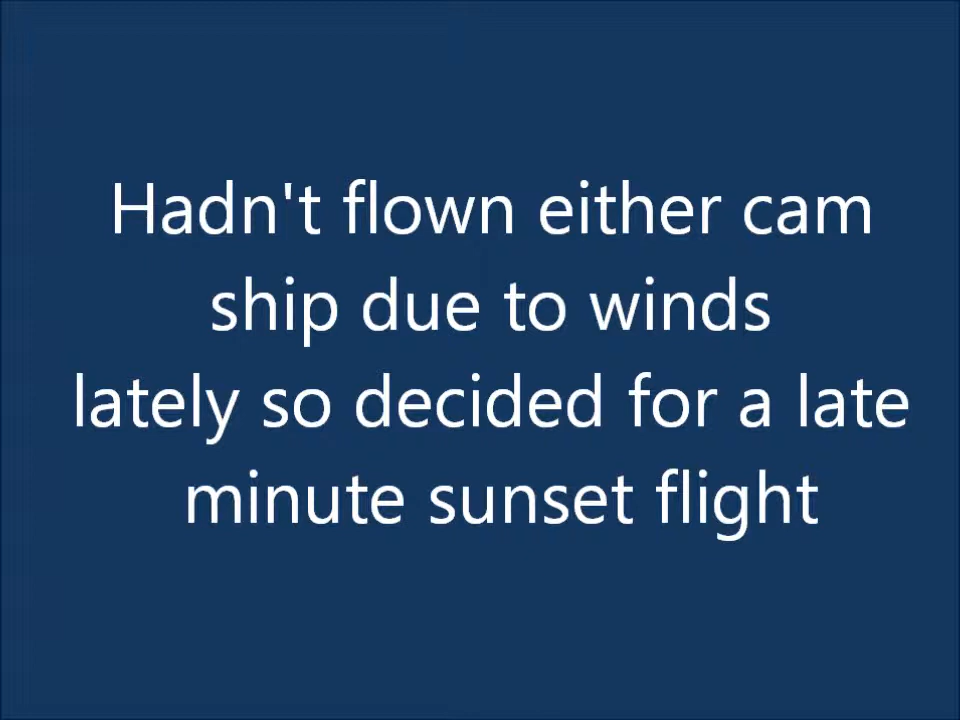 Hadn't flown either cam
ship due to winds
lately so decided for a late
minute sunset flight